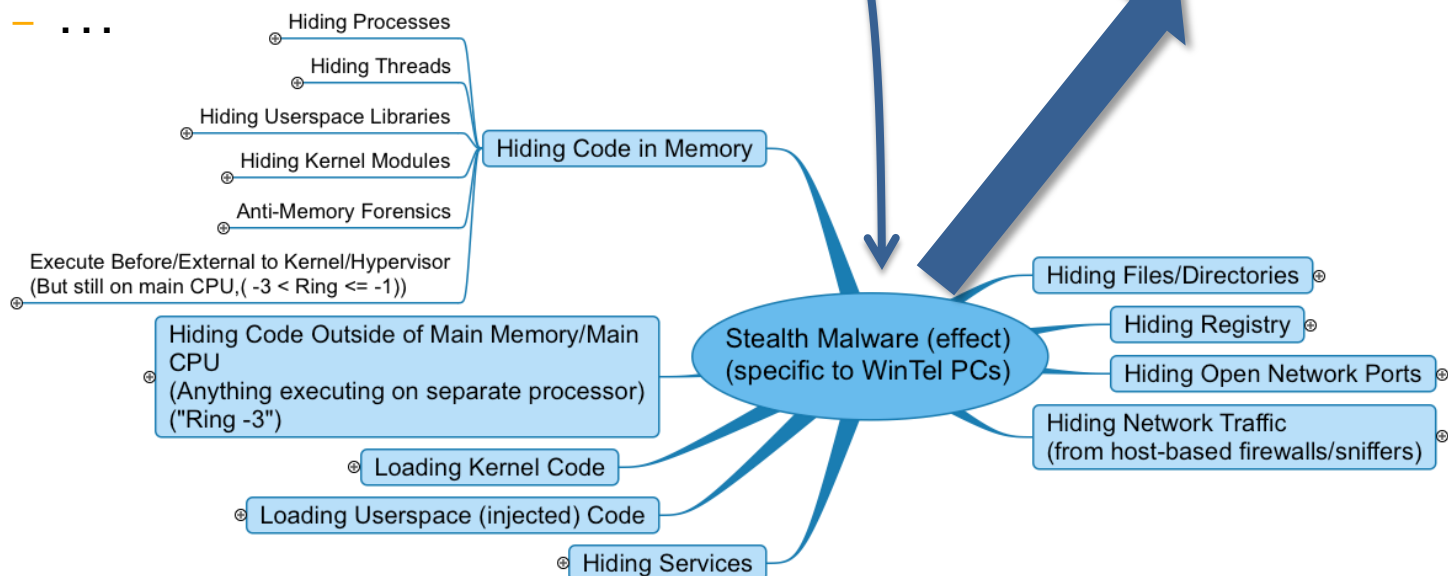 – ...
Hiding Processes
Hiding Threads
Hiding Userspace Libraries
Hiding Kernel Modules
Anti-Memory Forensics
Execute Before/External to Kernel/Hypervisor
(But still on main CPU,( -3 < Ring <= -1))
Hiding Code in Memory
Hiding Code Outside of Main Memory/Main
CPU
(Anything executing on separate processor)
("Ring -3")
Loading Kernel Code
Loading Userspace (injected) Code
Hiding Services
Stealth Malware (effect)
(specific to WinTel PCs)
Hiding Files/Directories
Hiding Registry
Hiding Open Network Ports
Hiding Network Traffic
(from host-based firewalls/sniffers)